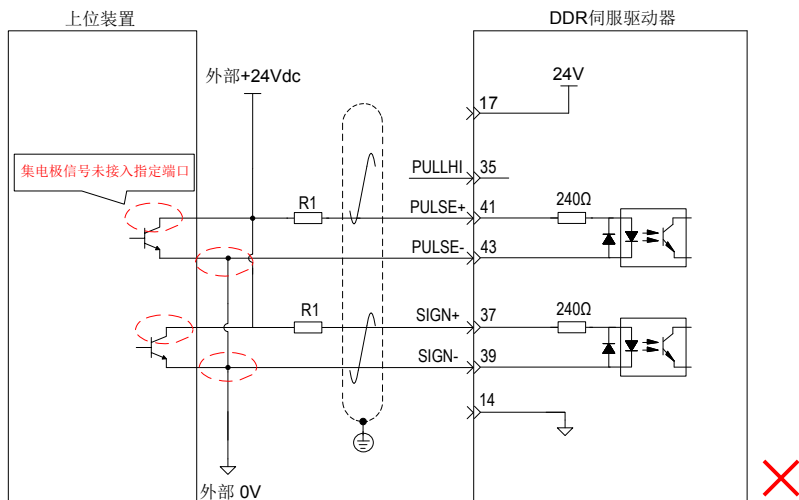 上位装置
DDR伺服驱动器
外部+24Vdc
24V
17
集电极信号未接入指定端口
PULLHI
35
R1
PULSE+
41
240Ω
PULSE-
43
R1
SIGN+
37
240Ω
SIGN-
39
14
外部 0V